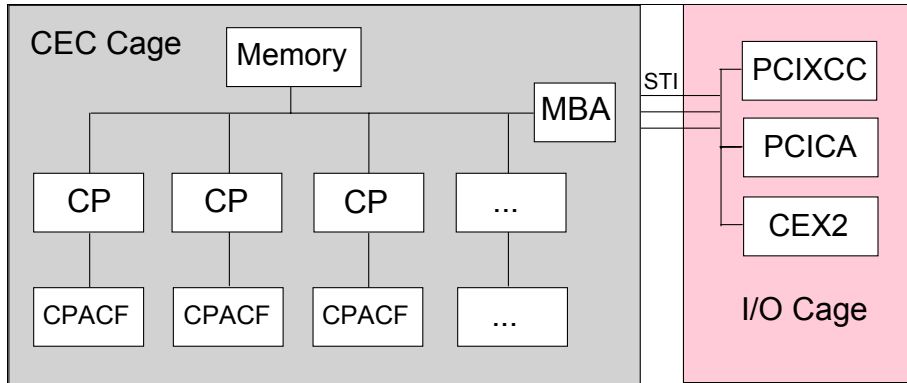 CEC Cage
Memory
MBA
STI
PCIXCC
PCICA
CEX2
I/O Cage
CP
CP
CP
...
CPACF
CPACF
CPACF
...